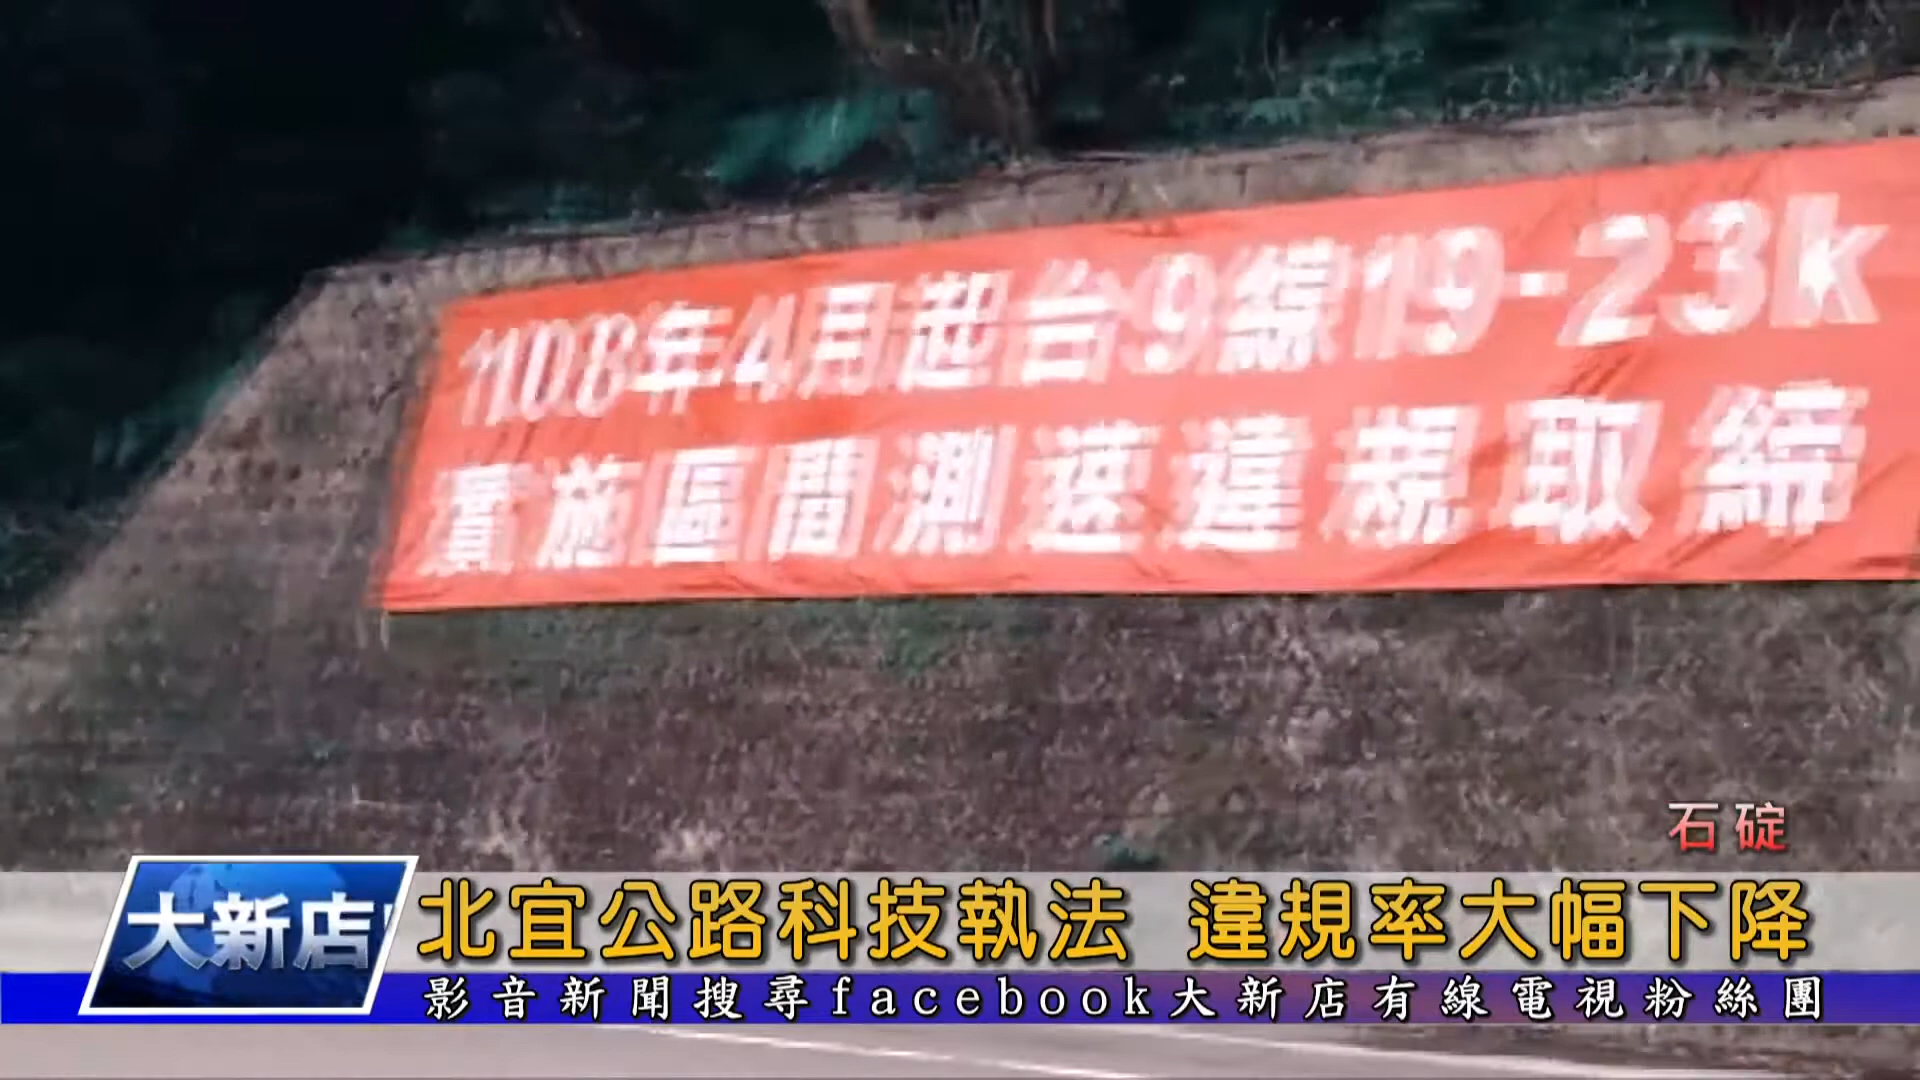 108年4月起台9線19-23k
實施區間測速違規取締
石碇
大新店
北宜公路科技執法 違規率大幅下降
影音新聞搜尋facebook大新店有線電視粉絲團